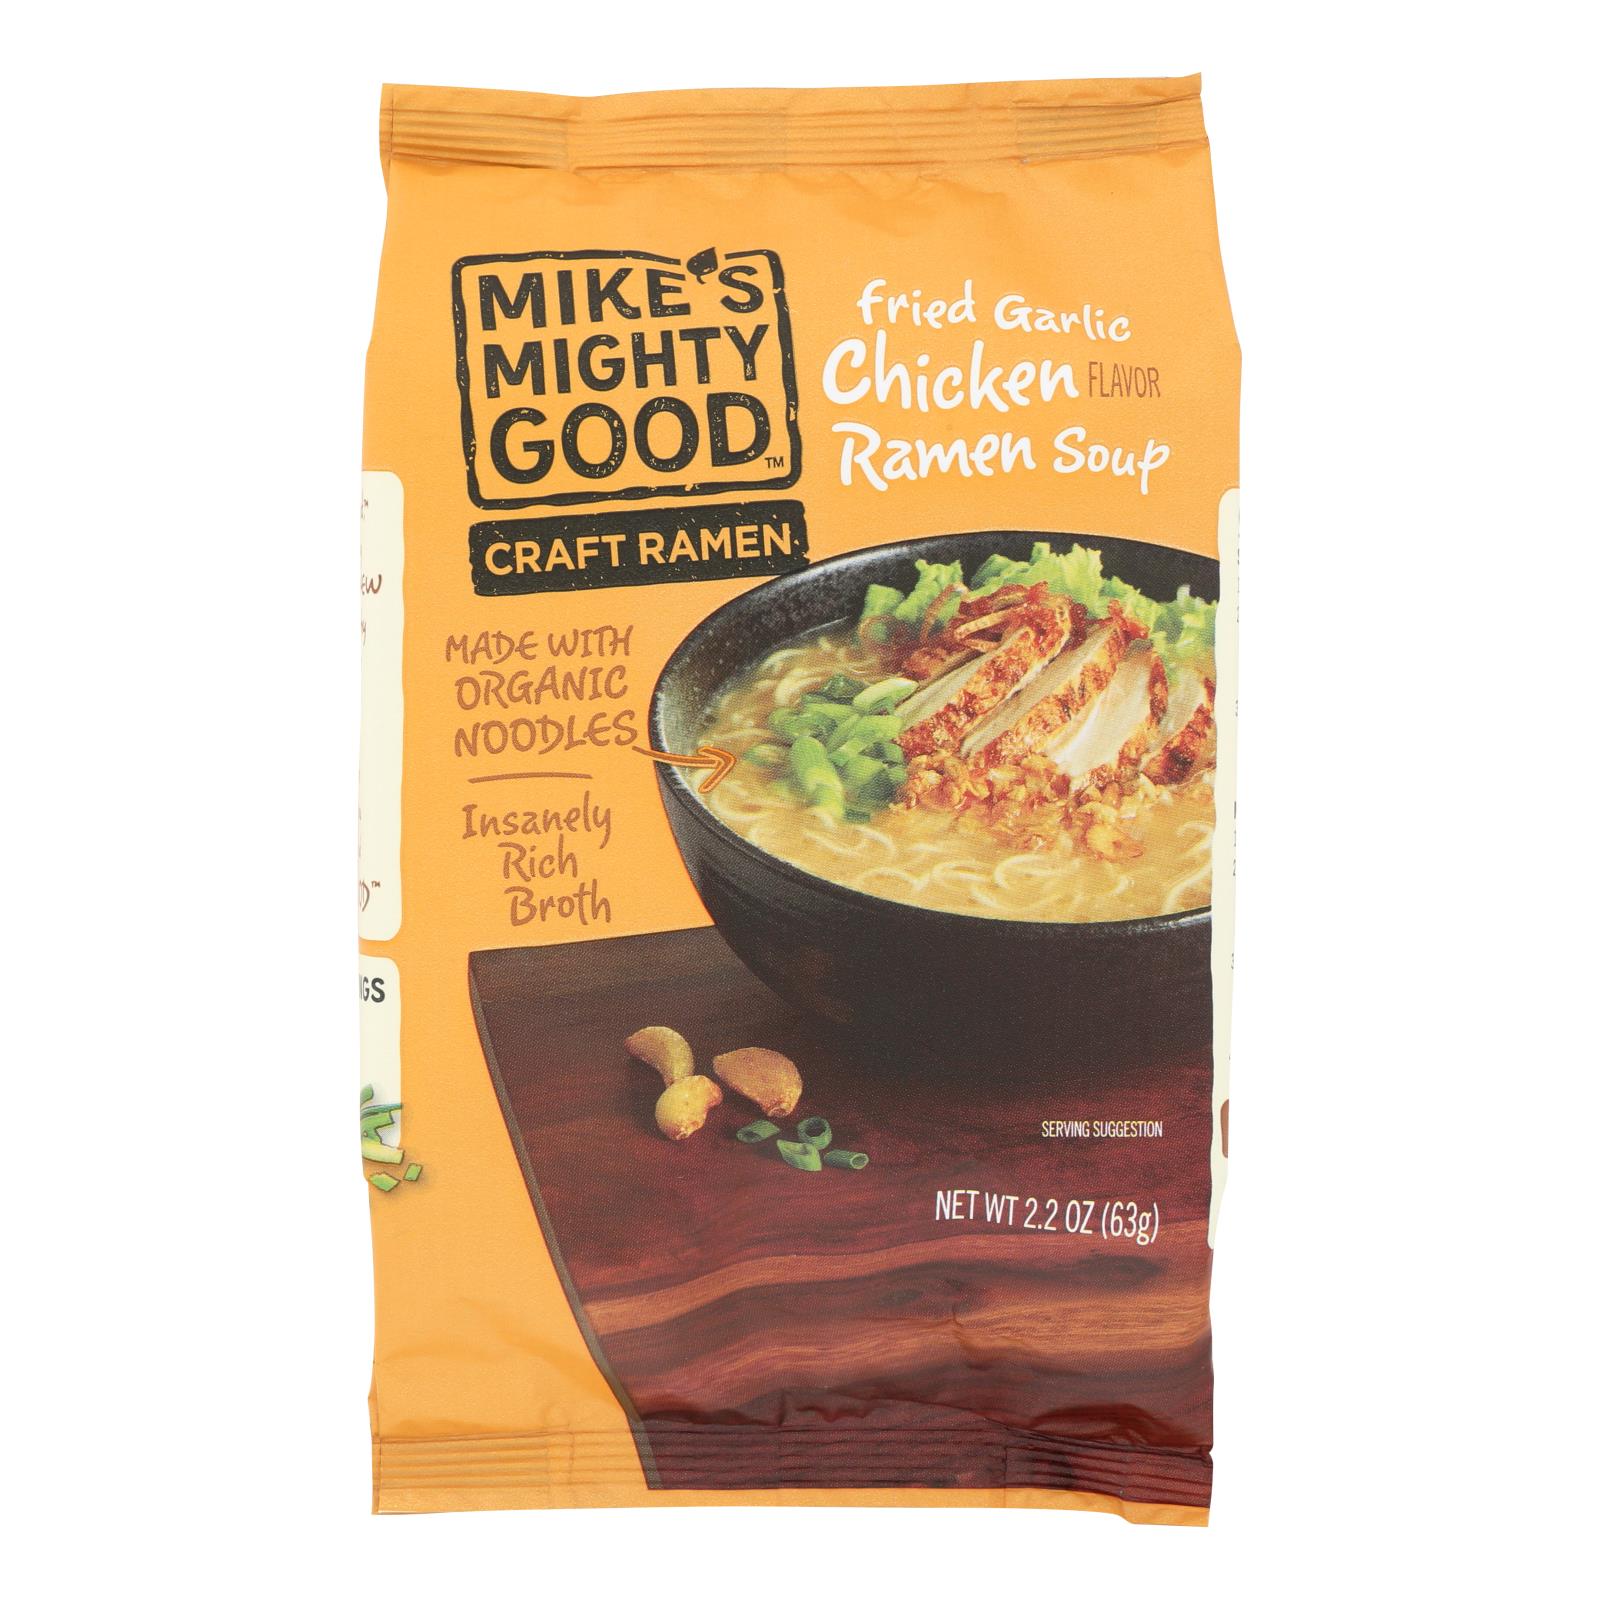 MIKE'S
MIGHTY
GOOD™
CRAFT RAMEN
Fried Garlic
Chicken FLAVOR
Ramen Soup
MADE WITH
ORGANIC
NOODLES
Insanely
Rich
Broth
SERVING SUGGESTION
NET WT 2.2 OZ (63g)